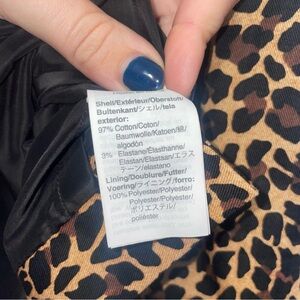 Shell/Extérieur/Oberstoff/
Buitenkant/シェル/tela
exterior:
97% Cotton/Coton/
Baumwolle/Katoen/綿/
algodón
3% Elastane/Élasthanne/
Elastan/Elastaan/エラス
テーン/elastano
Lining/Doublure/Futter/
Voering/ライニング/forro:
100% Polyester/Polyester/
Polyester/Polyester/
ポリエステル/
poliéster